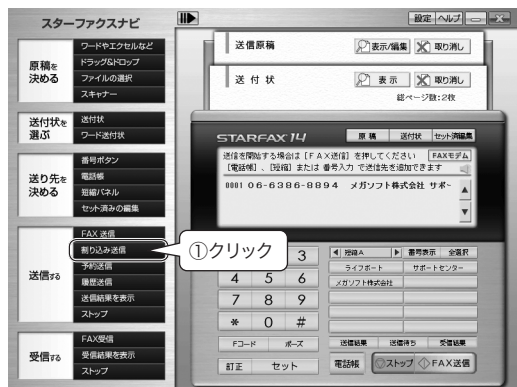 スターファクスナビ
設定 ヘルプ
原稿を決める
ワードやエクセルなど
ドラッグ&ドロップ
ファイルの選択
スキャナー
送付状を選ぶ
送付状
ワード送付状
送り先を決める
番号ボタン
電話帳
短縮パネル
セット済みの編集
送信する
FAX 送信
割り込み送信
予約送信
履歴送信
送信結果を表示
ストップ
受信する
FAX受信
受信結果を表示
ストップ
①クリック
送信原稿 表示/編集 取り消し
送付状 表示 取り消し
総ページ数:2枚
STARFAX'14 原稿 送付状 セット済編集
送信を開始する場合は [FAX送信] を押してください FAXモデム
[電話帳]、[短縮] または 番号入力 で送信先を追加できます
0001 06-6386-8894 メガソフト株式会社 サポ-
3
4 5 6
7 8 9
* 0 #
Fコード ポーズ
訂正 セット
短縮A 番号表示 全選択
ライフボート サポートセンター
メガソフト株式会社
送信結果 送信待ち 受信結果
電話帳 ストップ FAX送信